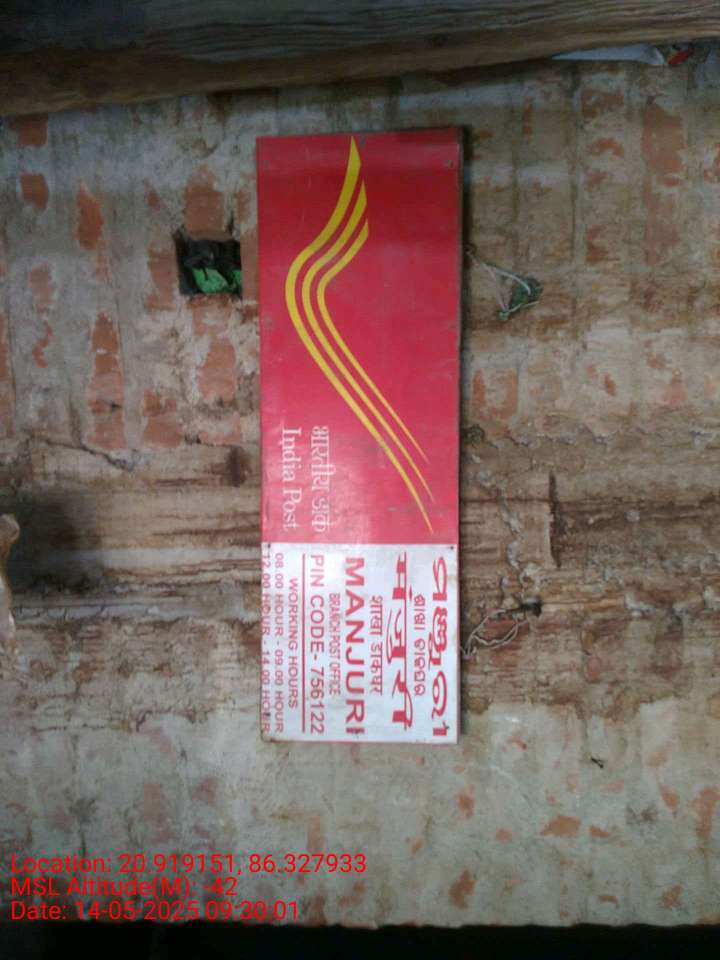 भारतीय डाक
India Post
ମଞ୍ଜୁରୀ
ଶାଖା ଡାକଘର
मंजुरी
शाखा डाकघर
MANJURI
BRANCH POST OFFICE
PIN CODE- 756122
WORKING HOURS
08.00 HOUR - 09.00 HOUR
12.00 HOUR - 14.00 HOUR
Location: 20.919151, 86.327933
MSL Altitude(M): -42
Date: 14-05-2025 09:30:01